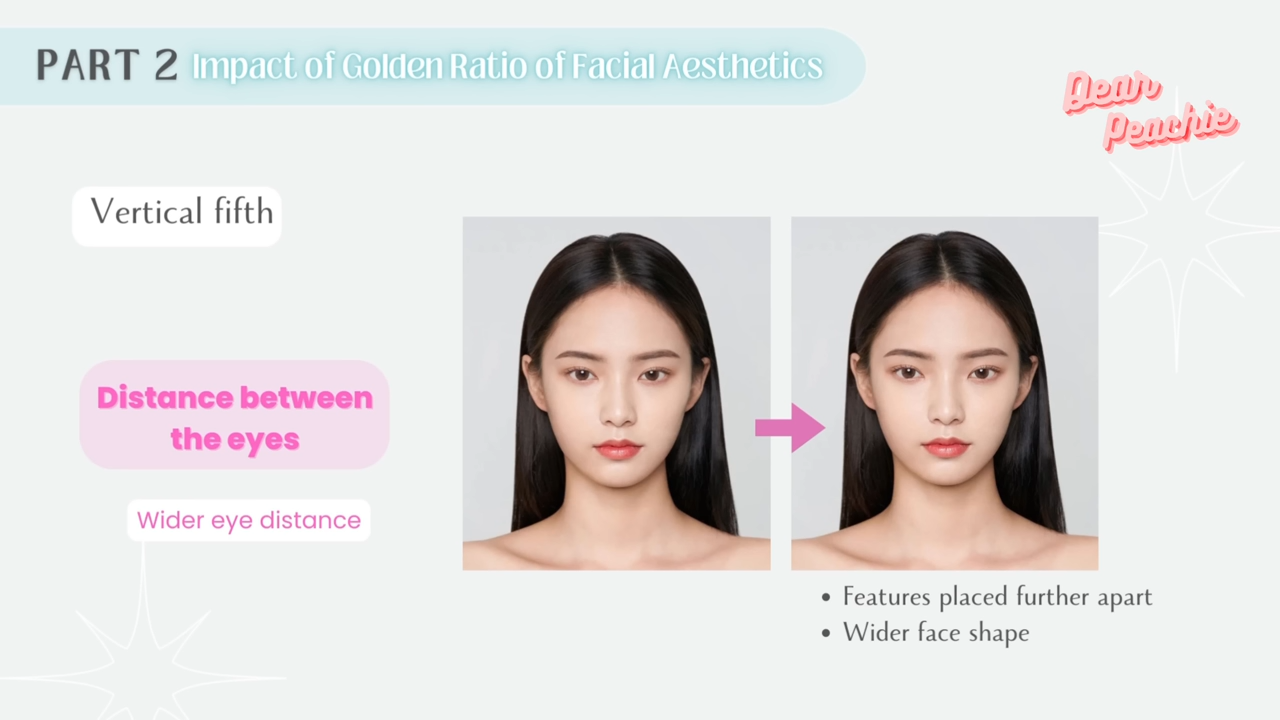 PART 2 Impact of Golden Ratio of Facial Aesthetics
Dear
Peachie
Vertical fifth
Distance between
the eyes
Wider eye distance
• Features placed further apart
• Wider face shape